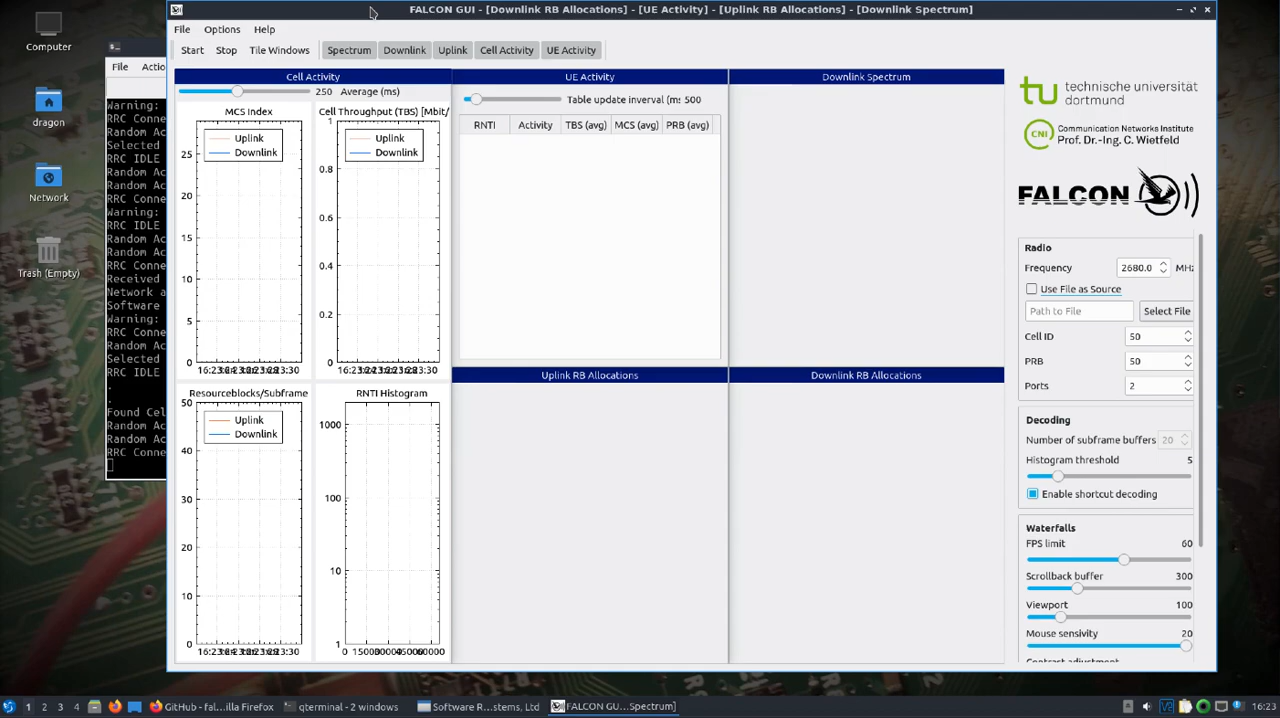 FALCON GUI - [Downlink RB Allocations] - [UE Activity] - [Uplink RB Allocations] - [Downlink Spectrum]
File Options Help
Start Stop Tile Windows Spectrum Downlink Uplink Cell Activity UE Activity
Computer
dragon
Network
Trash (Empty)
File Actio
Warning:
RRC Conne
Random Ac
Selected
RRC IDLE
Random Ac
Random Ac
RRC Conne
Warning:
RRC IDLE
Random Ac
Random Ac
RRC Conne
Received
Network a
Software
Warning:
RRC Conne
Random Ac
Selected
RRC IDLE
.
.
Found Cel
Random Ac
Random Ac
RRC Conne
Cell Activity
250 Average (ms)
MCS Index
Uplink
Downlink
25
20
15
10
5
0
Cell Throughput (TBS) [Mbit/
Uplink
Downlink
1
0.8
0.6
0.4
0.2
0
Resourceblocks/Subframe
Uplink
Downlink
50
40
30
20
10
0
RNTI Histogram
1000
100
10
1
0
UE Activity
Table update inverval (m: 500
RNTI Activity TBS (avg) MCS (avg) PRB (avg)
Downlink Spectrum
Uplink RB Allocations
Downlink RB Allocations
tu technische universität
dortmund
CNI Communication Networks Institute
Prof. Dr.-Ing. C. Wietfeld
FALCON
Radio
Frequency 2680.0 MHz
Use File as Source
Path to File Select File
Cell ID 50
PRB 50
Ports 2
Decoding
Number of subframe buffers 20
Histogram threshold 5
Enable shortcut decoding
Waterfalls
FPS limit 60
Scrollback buffer 300
Viewport 100
Mouse sensivity 20
Contrast adjustment
1 2 3 4 GitHub - fal...illa Firefox qterminal - 2 windows Software R...stems, Ltd FALCON GU...Spectrum] 16:23